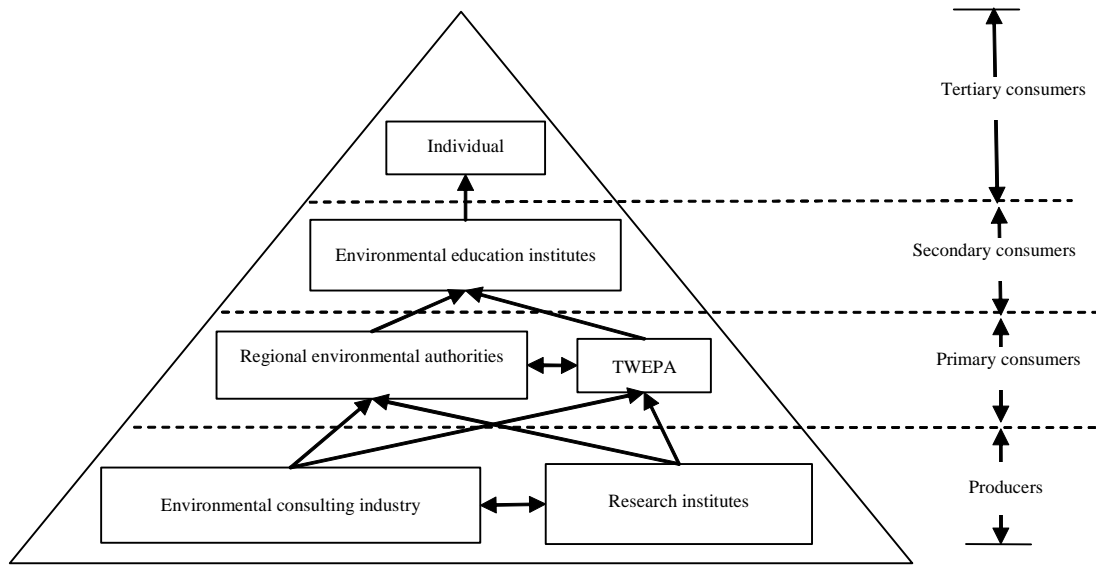 Tertiary consumers
Individual
Secondary consumers
Environmental education institutes
Regional environmental authorities
TWEPA
Primary consumers
Environmental consulting industry
Research institutes
Producers